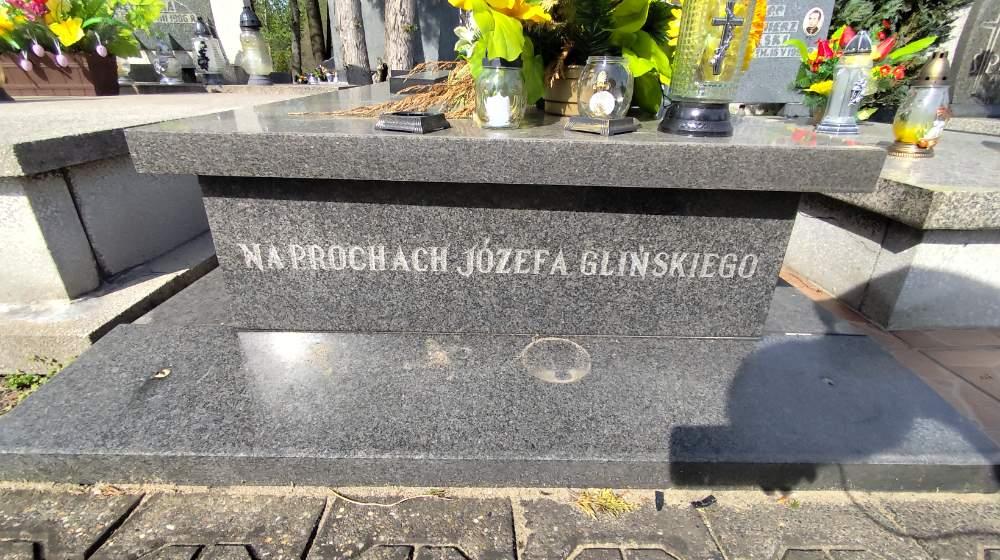 NA PROCHACH JÓZEFA GLIŃSKIEGO